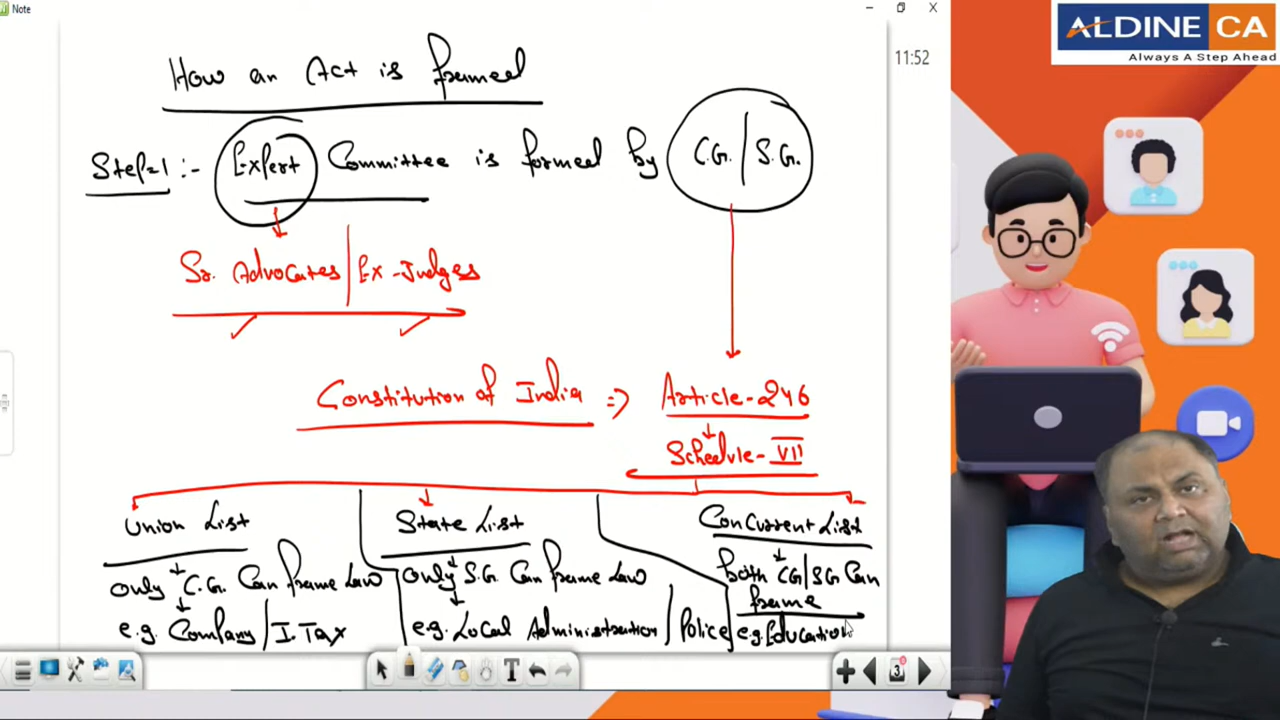 Note
ALDINE CA
Always A Step Ahead
11:52
How an Act is framed
Step=1 :- Expert Committee is formed by C.G. | S.G.
Sr. Advocates | Ex-Judges
Constitution of India => Article-246
Schedule-VII
Union List
only C.G. Can frame Law
e.g. Company / I. Tax
State List
only S.G. Can frame Law
e.g. Local Administration / Police
Concurrent List
both CG/SG Can
frame
e.g. Education
T
3